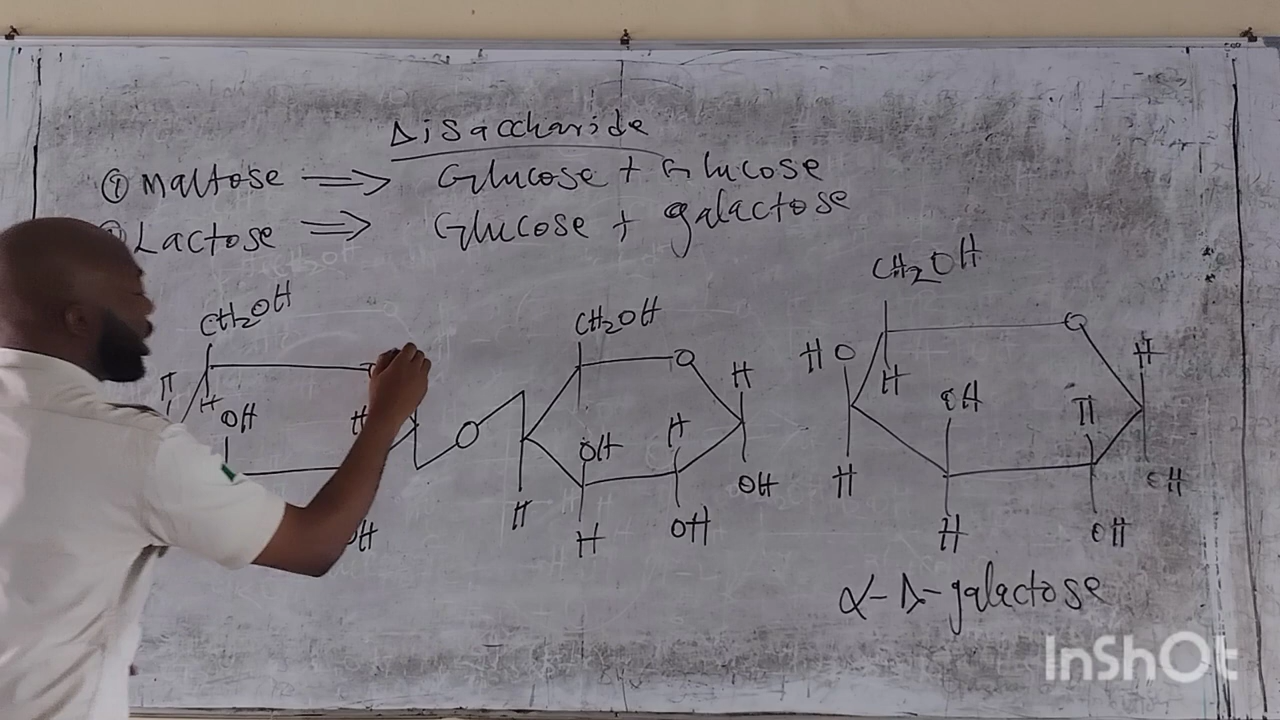 Disaccharide
① Maltose ⟹ Glucose + Glucose
Lactose ⟹ Glucose + galactose
CH₂OH
CH₂OH
CH₂OH
H
H
OH
H
OH
O
O
H
OH
H
H
H
OH
OH
O
HO
H
OH
H
H
H
H
OH
OH
α-D-galactose
InShOt